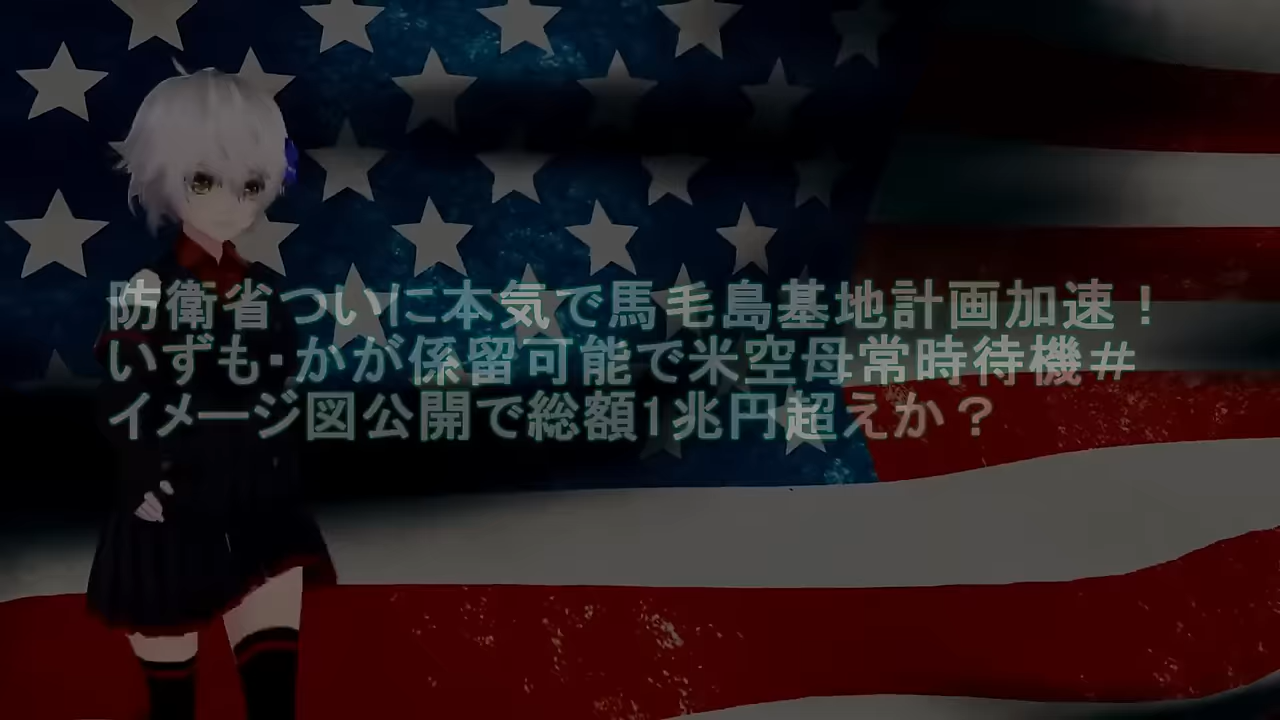 防衛省ついに本気で馬毛島基地計画加速！
いずも・かが係留可能で米空母常時待機＃
イメージ図公開で総額1兆円超えか？